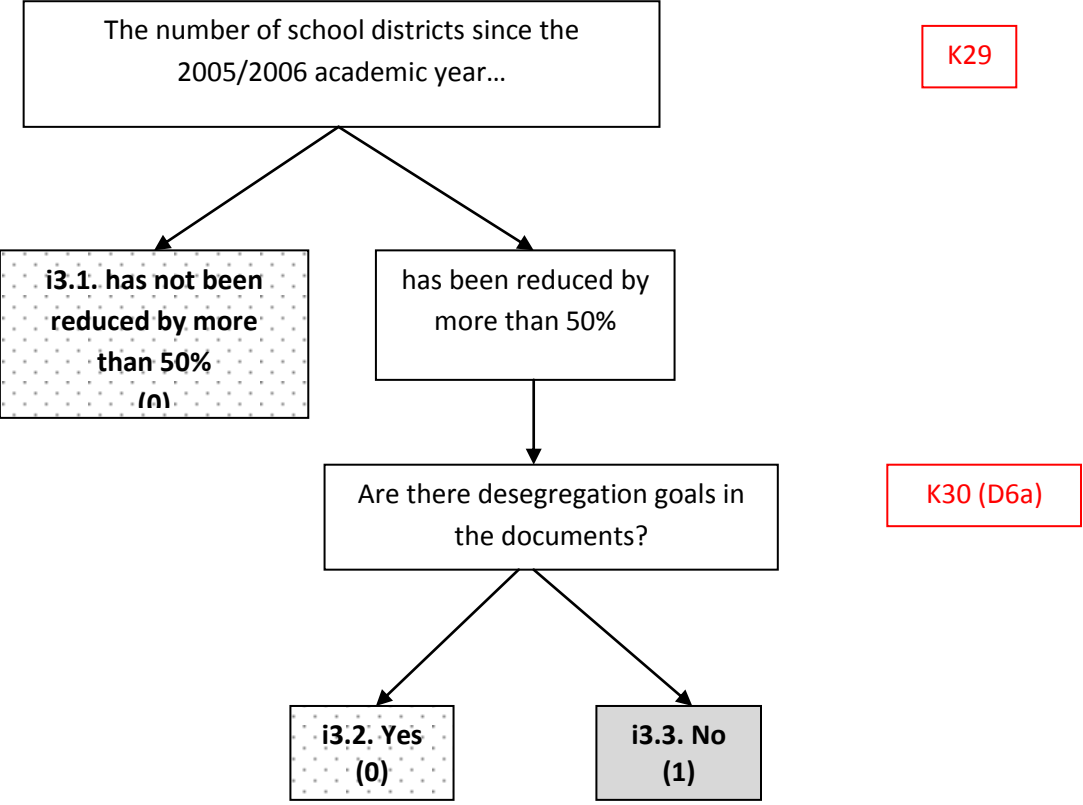 The number of school districts since the
2005/2006 academic year…
K29
i3.1. has not been
reduced by more
than 50%
(0)
has been reduced by
more than 50%
Are there desegregation goals in
the documents?
K30 (D6a)
i3.2. Yes
(0)
i3.3. No
(1)